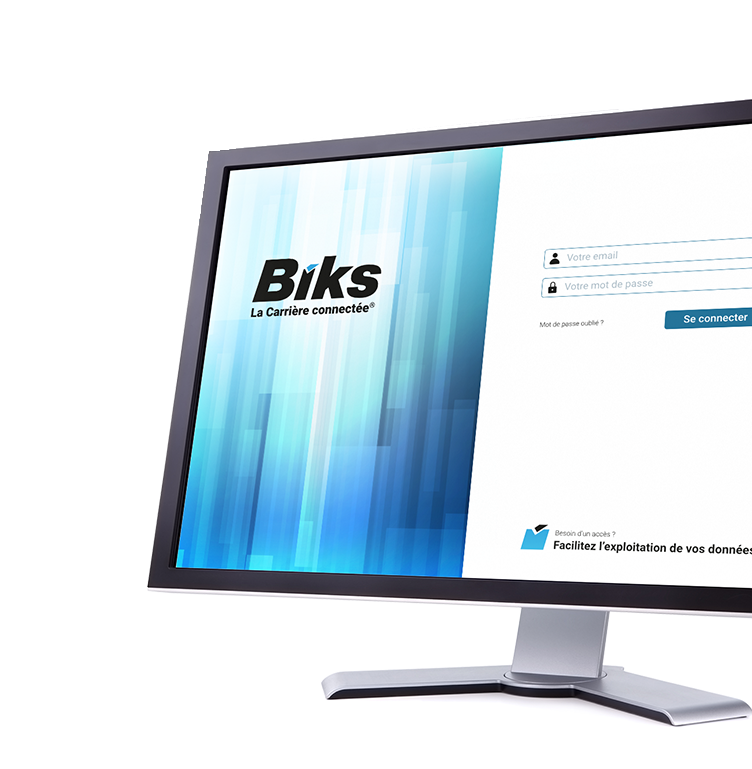 Biks
La Carrière connectée®
Votre email
Votre mot de passe
Mot de passe oublié ?
Se connecter
Besoin d'un accès ?
Facilitez l'exploitation de vos données